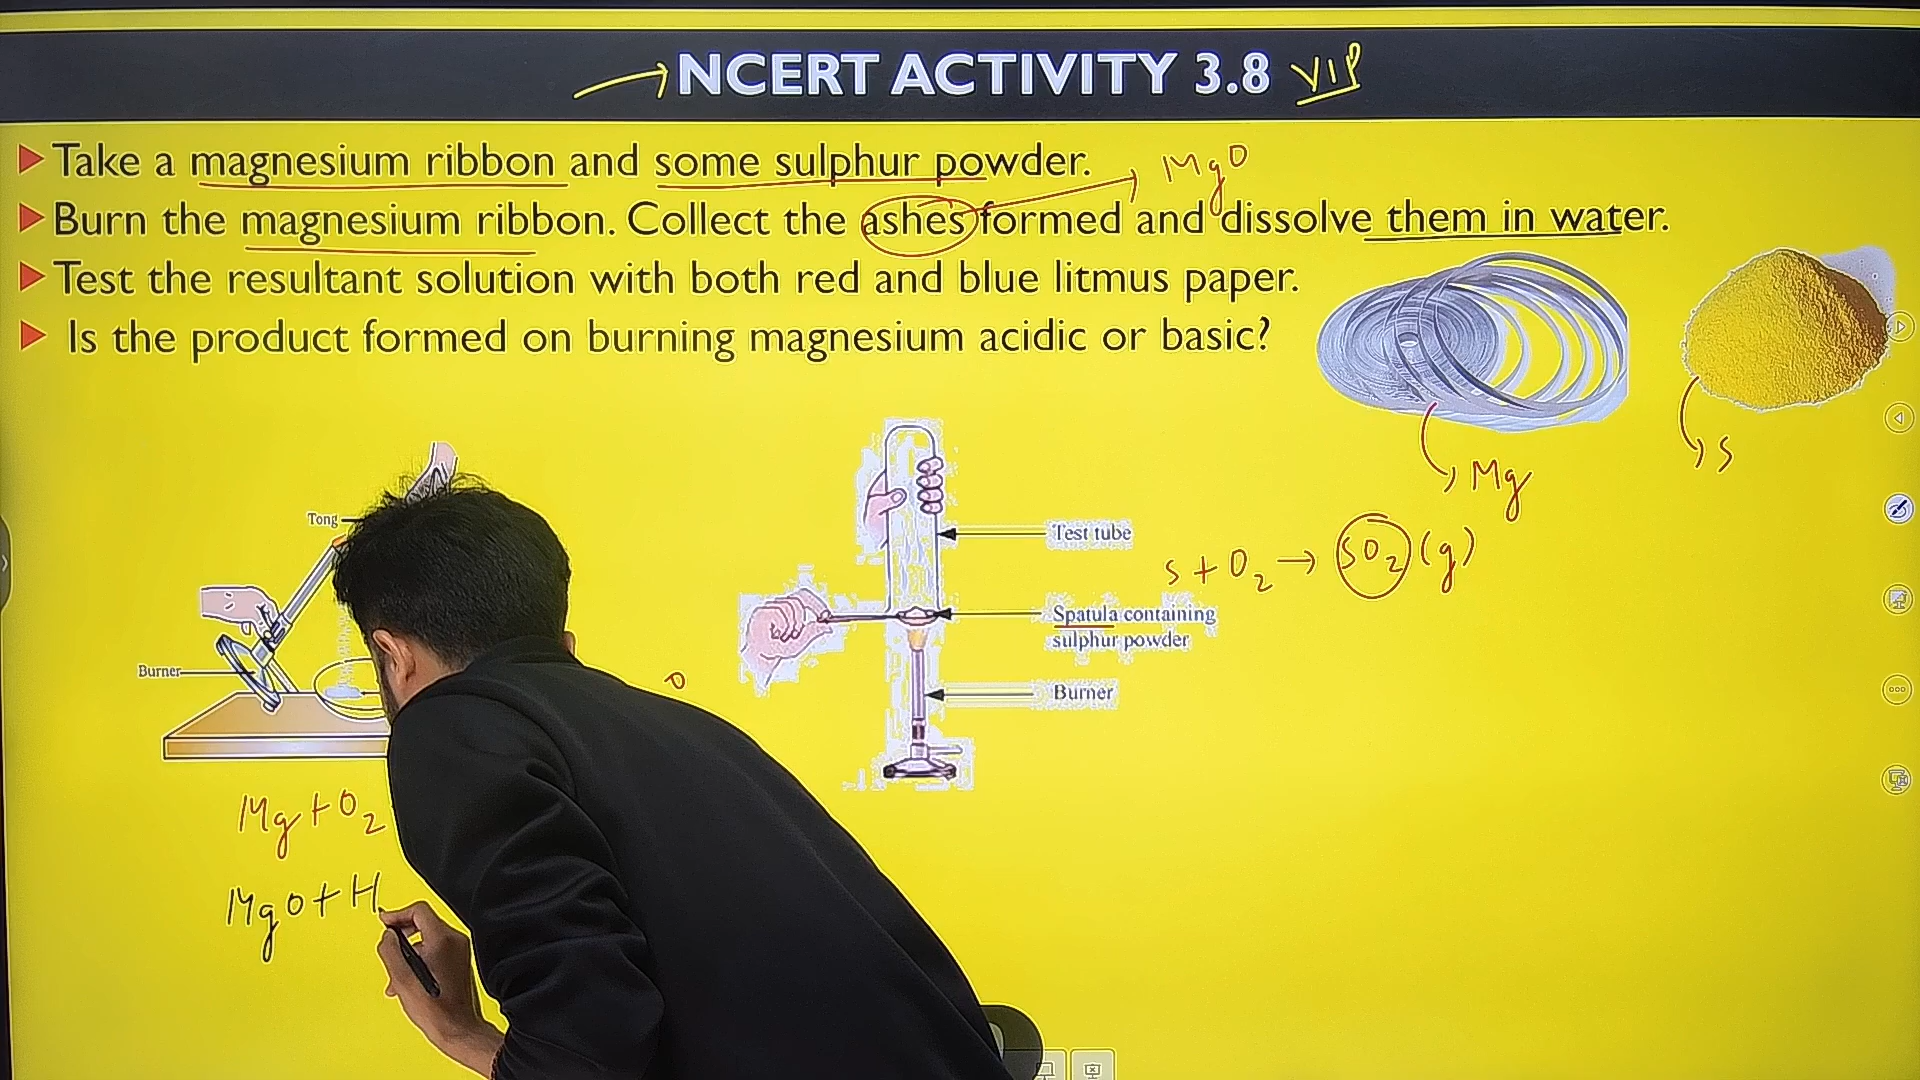 → NCERT ACTIVITY 3.8 VIP
Take a magnesium ribbon and some sulphur powder.
MgO
Burn the magnesium ribbon. Collect the ashes formed and dissolve them in water.
Test the resultant solution with both red and blue litmus paper.
Is the product formed on burning magnesium acidic or basic?
Mg
S
Tong
Burner
Test tube
Spatula containing
sulphur powder
Burner
S + O2 → SO2 (g)
Mg + O2
MgO + H